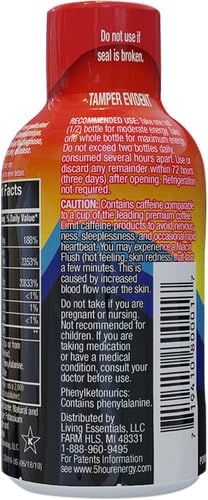 Do not use if
seal is broken.
TAMPER EVIDENT
RECOMMENDED USE: Take one half
(1/2) bottle for moderate energy. Take
one whole bottle for maximum energy.
Do not exceed two bottles daily,
consumed several hours apart. Use or
discard any remainder within 72 hours
(three days) after opening. Refrigeration
not required.
CAUTION: Contains caffeine comparable
to a cup of the leading premium coffee.
Limit caffeine products to avoid nervous-
ness, sleeplessness, and occasional rapid
heartbeat. You may experience a Niacin
Flush (hot feeling, skin redness) that lasts
a few minutes. This is
caused by increased
blood flow near the skin.
Do not take if you are
pregnant or nursing.
Not recommended for
children. If you are
taking medication
or have a medical
condition, consult your
doctor before use.
Phenylketonurics:
Contains phenylalanine.
Distributed by
Living Essentials, LLC
FARM HLS, MI 48331
1-888-960-9495
www.5hourenergy.com
Facts
% Daily Value*
188%
2353%
20833%
<1%
<1%
**
K